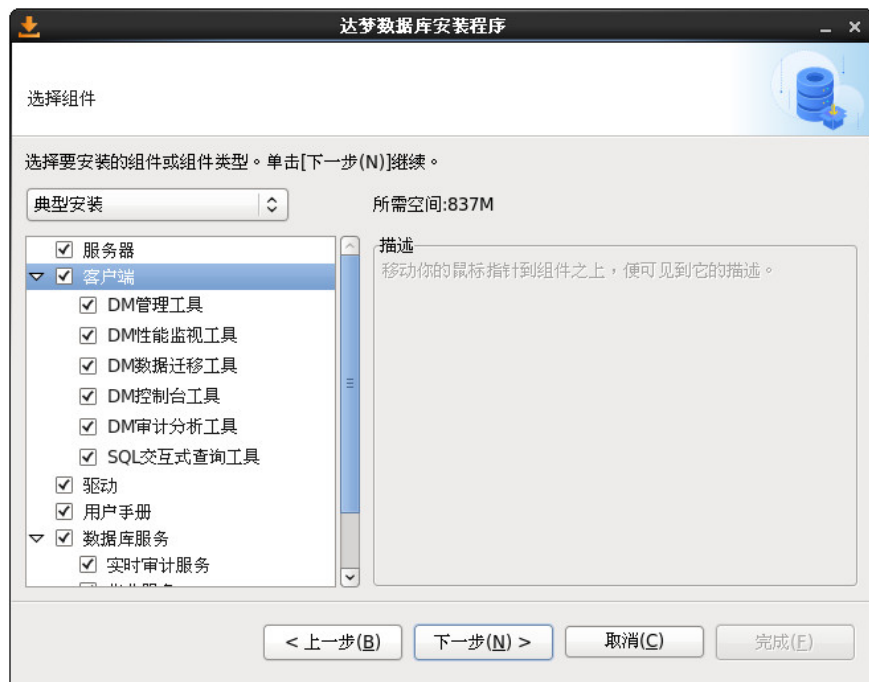 达梦数据库安装程序
选择组件
选择要安装的组件或组件类型。单击[下一步(N)]继续。
典型安装
所需空间:837M
服务器
客户端
DM管理工具
DM性能监视工具
DM数据迁移工具
DM控制台工具
DM审计分析工具
SQL交互式查询工具
驱动
用户手册
数据库服务
实时审计服务
描述
移动你的鼠标指针到组件之上，便可见到它的描述。
< 上一步(B)
下一步(N) >
取消(C)
完成(F)